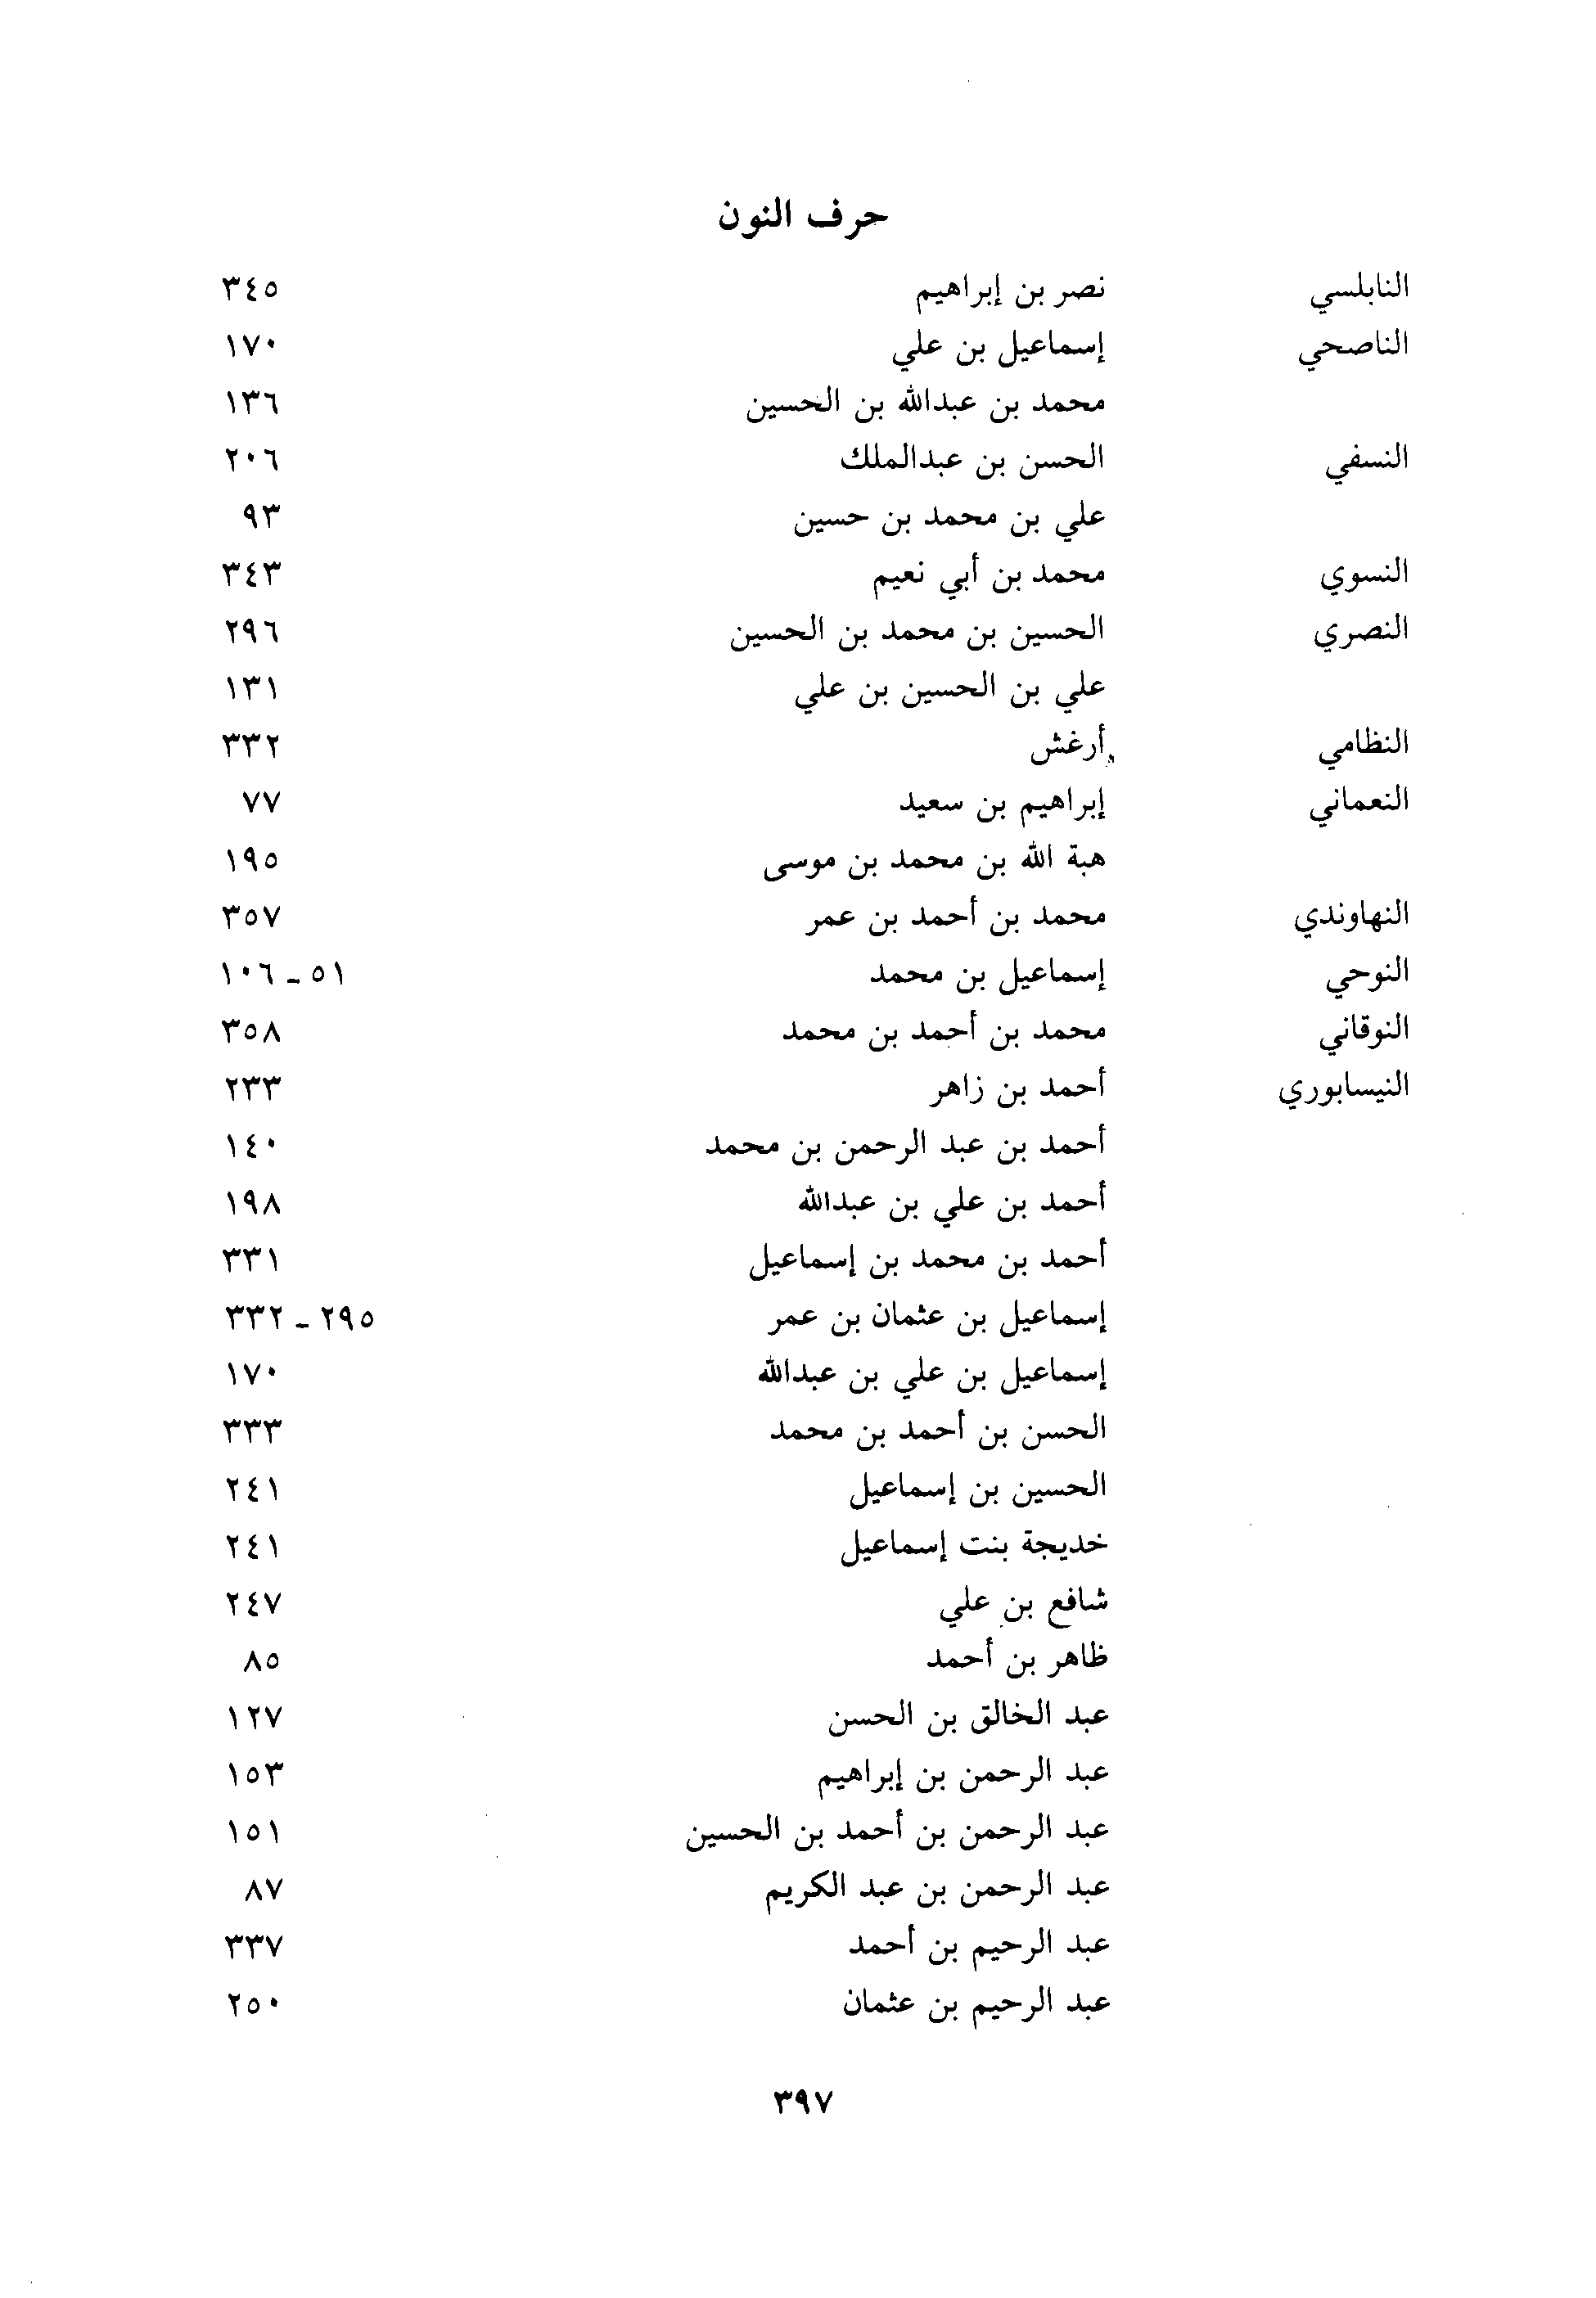 حرف النون
النابلسي نصر بن إبراهيم ٣٤٥
الناصحي إسماعيل بن علي ١٧٠
محمد بن عبدالله بن الحسين ١٣٦
النسفي الحسن بن عبدالملك ٢٠٦
علي بن محمد بن حسين ٩٣
النسوي محمد بن أبي نعيم ٣٤٣
النصري الحسين بن محمد بن الحسين ٢٩٦
علي بن الحسين بن علي ١٣١
النظامي أرغش ٣٣٢
النعماني إبراهيم بن سعيد ٧٧
هبة الله بن محمد بن موسى ١٩٥
النهاوندي محمد بن أحمد بن عمر ٣٥٧
النوحي إسماعيل بن محمد ٥١ - ١٠٦
النوقاني محمد بن أحمد بن محمد ٣٥٨
النيسابوري أحمد بن زاهر ٢٣٣
أحمد بن عبد الرحمن بن محمد ١٤٠
أحمد بن علي بن عبدالله ١٩٨
أحمد بن محمد بن إسماعيل ٣٣١
إسماعيل بن عثمان بن عمر ٢٩٥ - ٣٣٢
إسماعيل بن علي بن عبدالله ١٧٠
الحسن بن أحمد بن محمد ٣٣٣
الحسين بن إسماعيل ٢٤١
خديجة بنت إسماعيل ٢٤١
شافع بن علي ٢٤٧
ظاهر بن أحمد ٨٥
عبد الخالق بن الحسن ١٢٧
عبد الرحمن بن إبراهيم ١٥٣
عبد الرحمن بن أحمد بن الحسين ١٥١
عبد الرحمن بن عبد الكريم ٨٧
عبد الرحيم بن أحمد ٣٣٧
عبد الرحيم بن عثمان ٢٥٠
٣٩٧